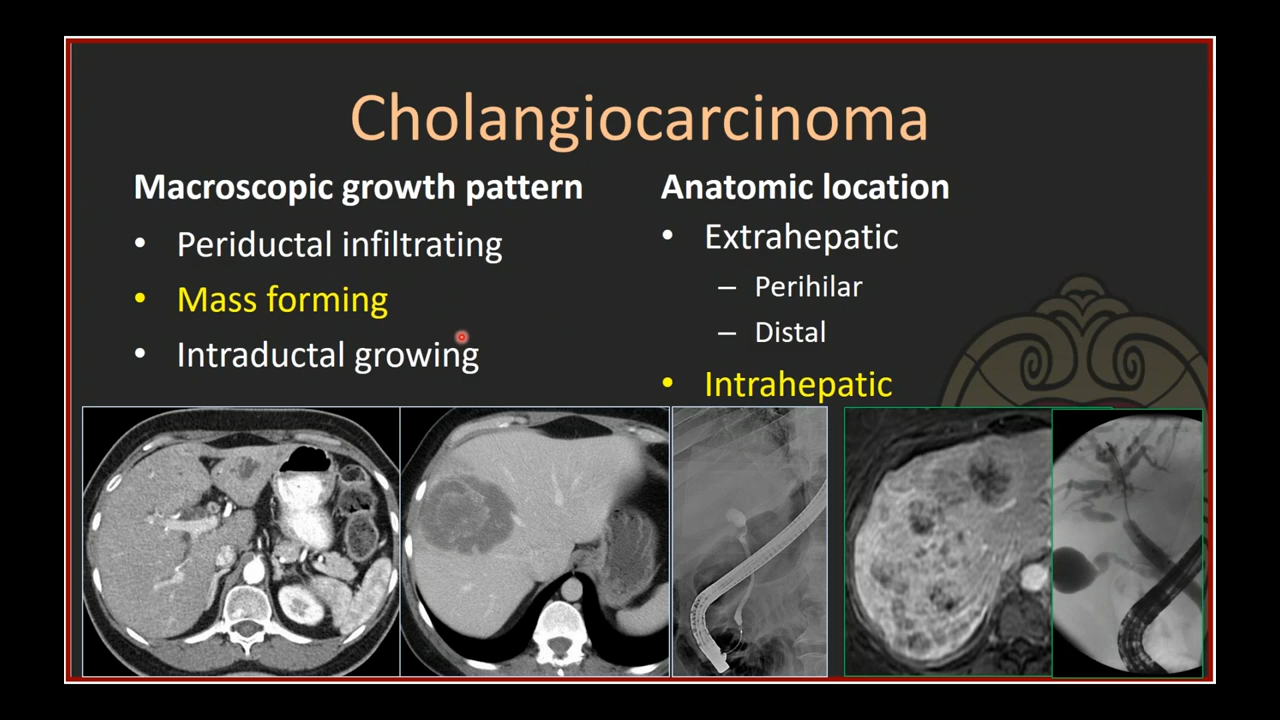 Cholangiocarcinoma
Macroscopic growth pattern
• Periductal infiltrating
• Mass forming
• Intraductal growing
Anatomic location
• Extrahepatic
– Perihilar
– Distal
• Intrahepatic